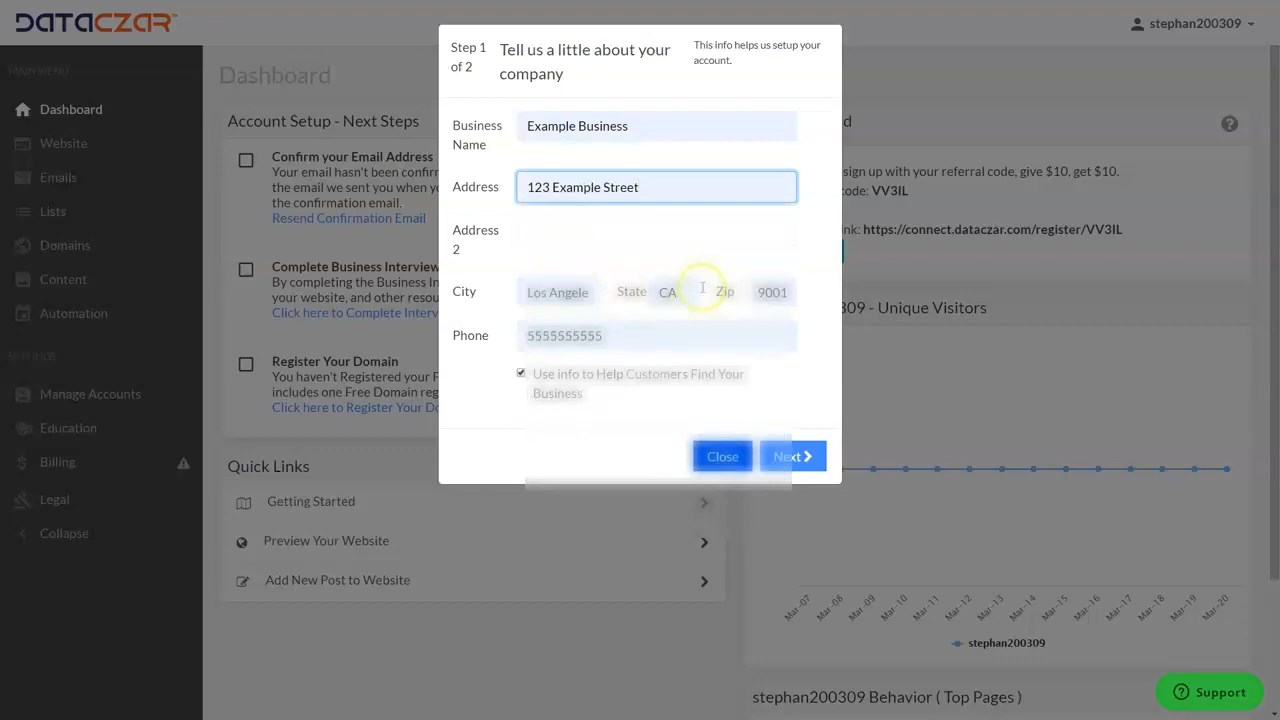 DATACZAR
stephan200309
MAIN MENU
Dashboard
Website
Emails
Lists
Domains
Content
Automation
SETTINGS
Manage Accounts
Education
Billing
Legal
Collapse
Dashboard
Account Setup - Next Steps
Confirm your Email Address
Your email hasn't been confirm
the email we sent you when y
the confirmation email.
Resend Confirmation Email
Complete Business Interview
By completing the Business In
your website, and other resou
Click here to Complete Interv
Register Your Domain
You haven't Registered your F
includes one Free Domain reg
Click here to Register Your Do
Quick Links
Getting Started
Preview Your Website
Add New Post to Website
Step 1 of 2
Tell us a little about your company
This info helps us setup your account.
Business Name
Example Business
Address
123 Example Street
Address 2
City
Los Angele
State
CA
Zip
9001
Phone
5555555555
Use info to Help Customers Find Your
Business
Close
Next
d
sign up with your referral code, give $10, get $10.
code: VV3IL
nk: https://connect.dataczar.com/register/VV3IL
309 - Unique Visitors
Mar-07 Mar-08 Mar-09 Mar-10 Mar-11 Mar-12 Mar-13 Mar-14 Mar-15 Mar-16 Mar-17 Mar-18 Mar-19 Mar-20
stephan200309
stephan200309 Behavior ( Top Pages )
Support